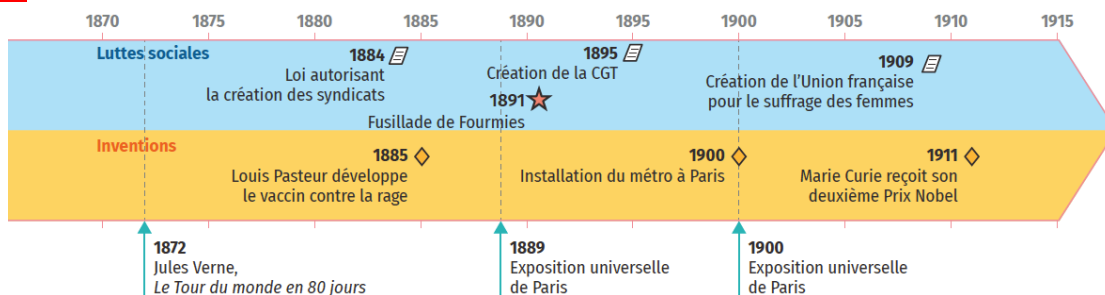 1870 1875 1880 1885 1890 1895 1900 1905 1910 1915
Luttes sociales
1884
Loi autorisant
la création des syndicats
1891
Fusillade de Fourmies
1895
Création de la CGT
1909
Création de l'Union française
pour le suffrage des femmes
Inventions
1885
Louis Pasteur développe
le vaccin contre la rage
1900
Installation du métro à Paris
1911
Marie Curie reçoit son
deuxième Prix Nobel
1872
Jules Verne,
Le Tour du monde en 80 jours
1889
Exposition universelle
de Paris
1900
Exposition universelle
de Paris